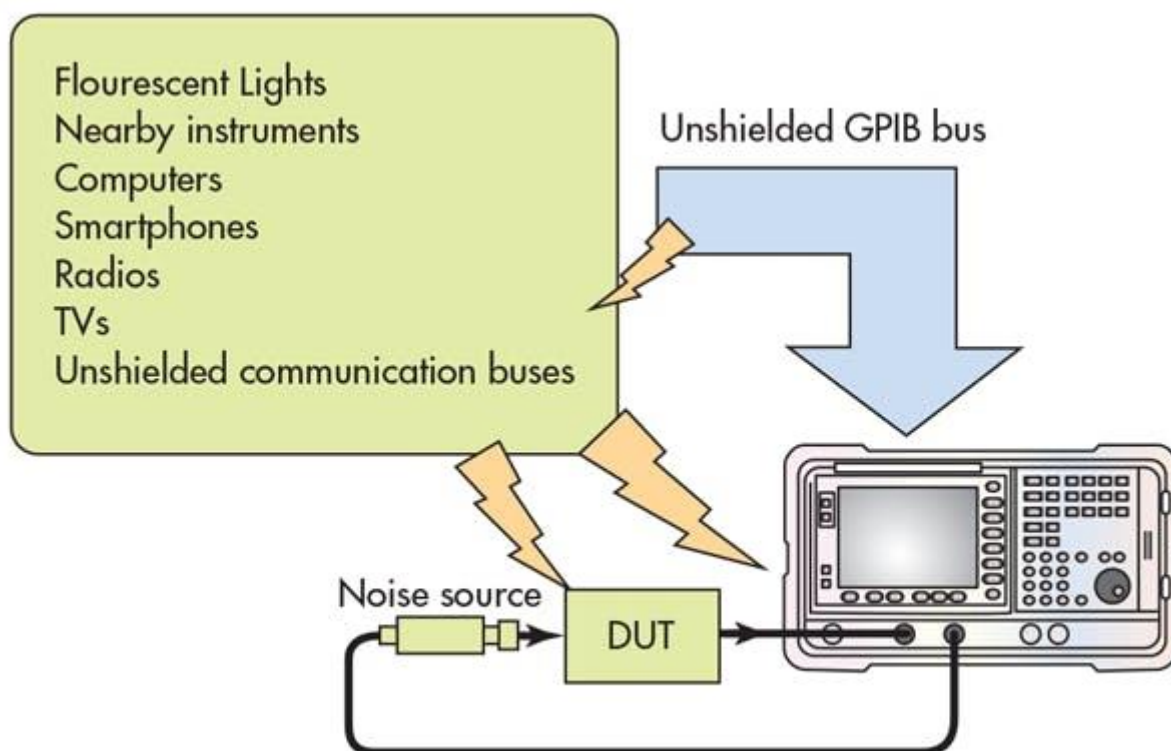 Flourescent Lights
Nearby instruments
Computers
Smartphones
Radios
TVs
Unshielded communication buses
Unshielded GPIB bus
Noise source
DUT